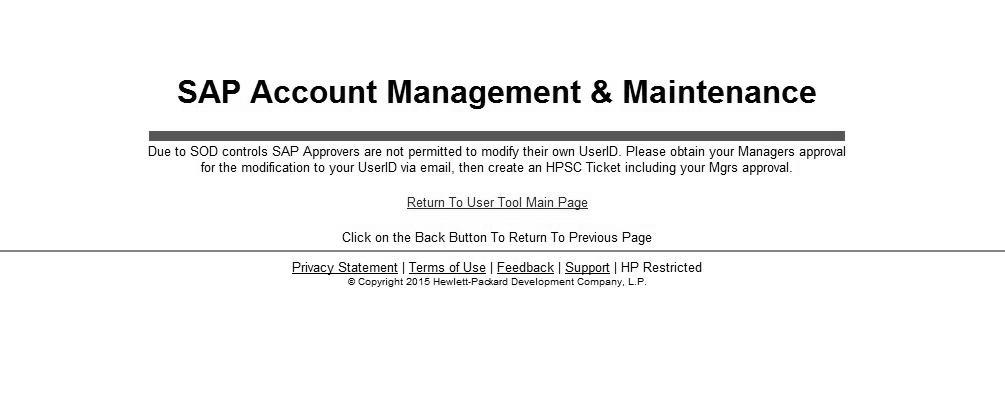 SAP Account Management & Maintenance
Due to SOD controls SAP Approvers are not permitted to modify their own UserID. Please obtain your Managers approval
for the modification to your UserID via email, then create an HPSC Ticket including your Mgrs approval.
Return To User Tool Main Page
Click on the Back Button To Return To Previous Page
Privacy Statement | Terms of Use | Feedback | Support | HP Restricted
© Copyright 2015 Hewlett-Packard Development Company, L.P.